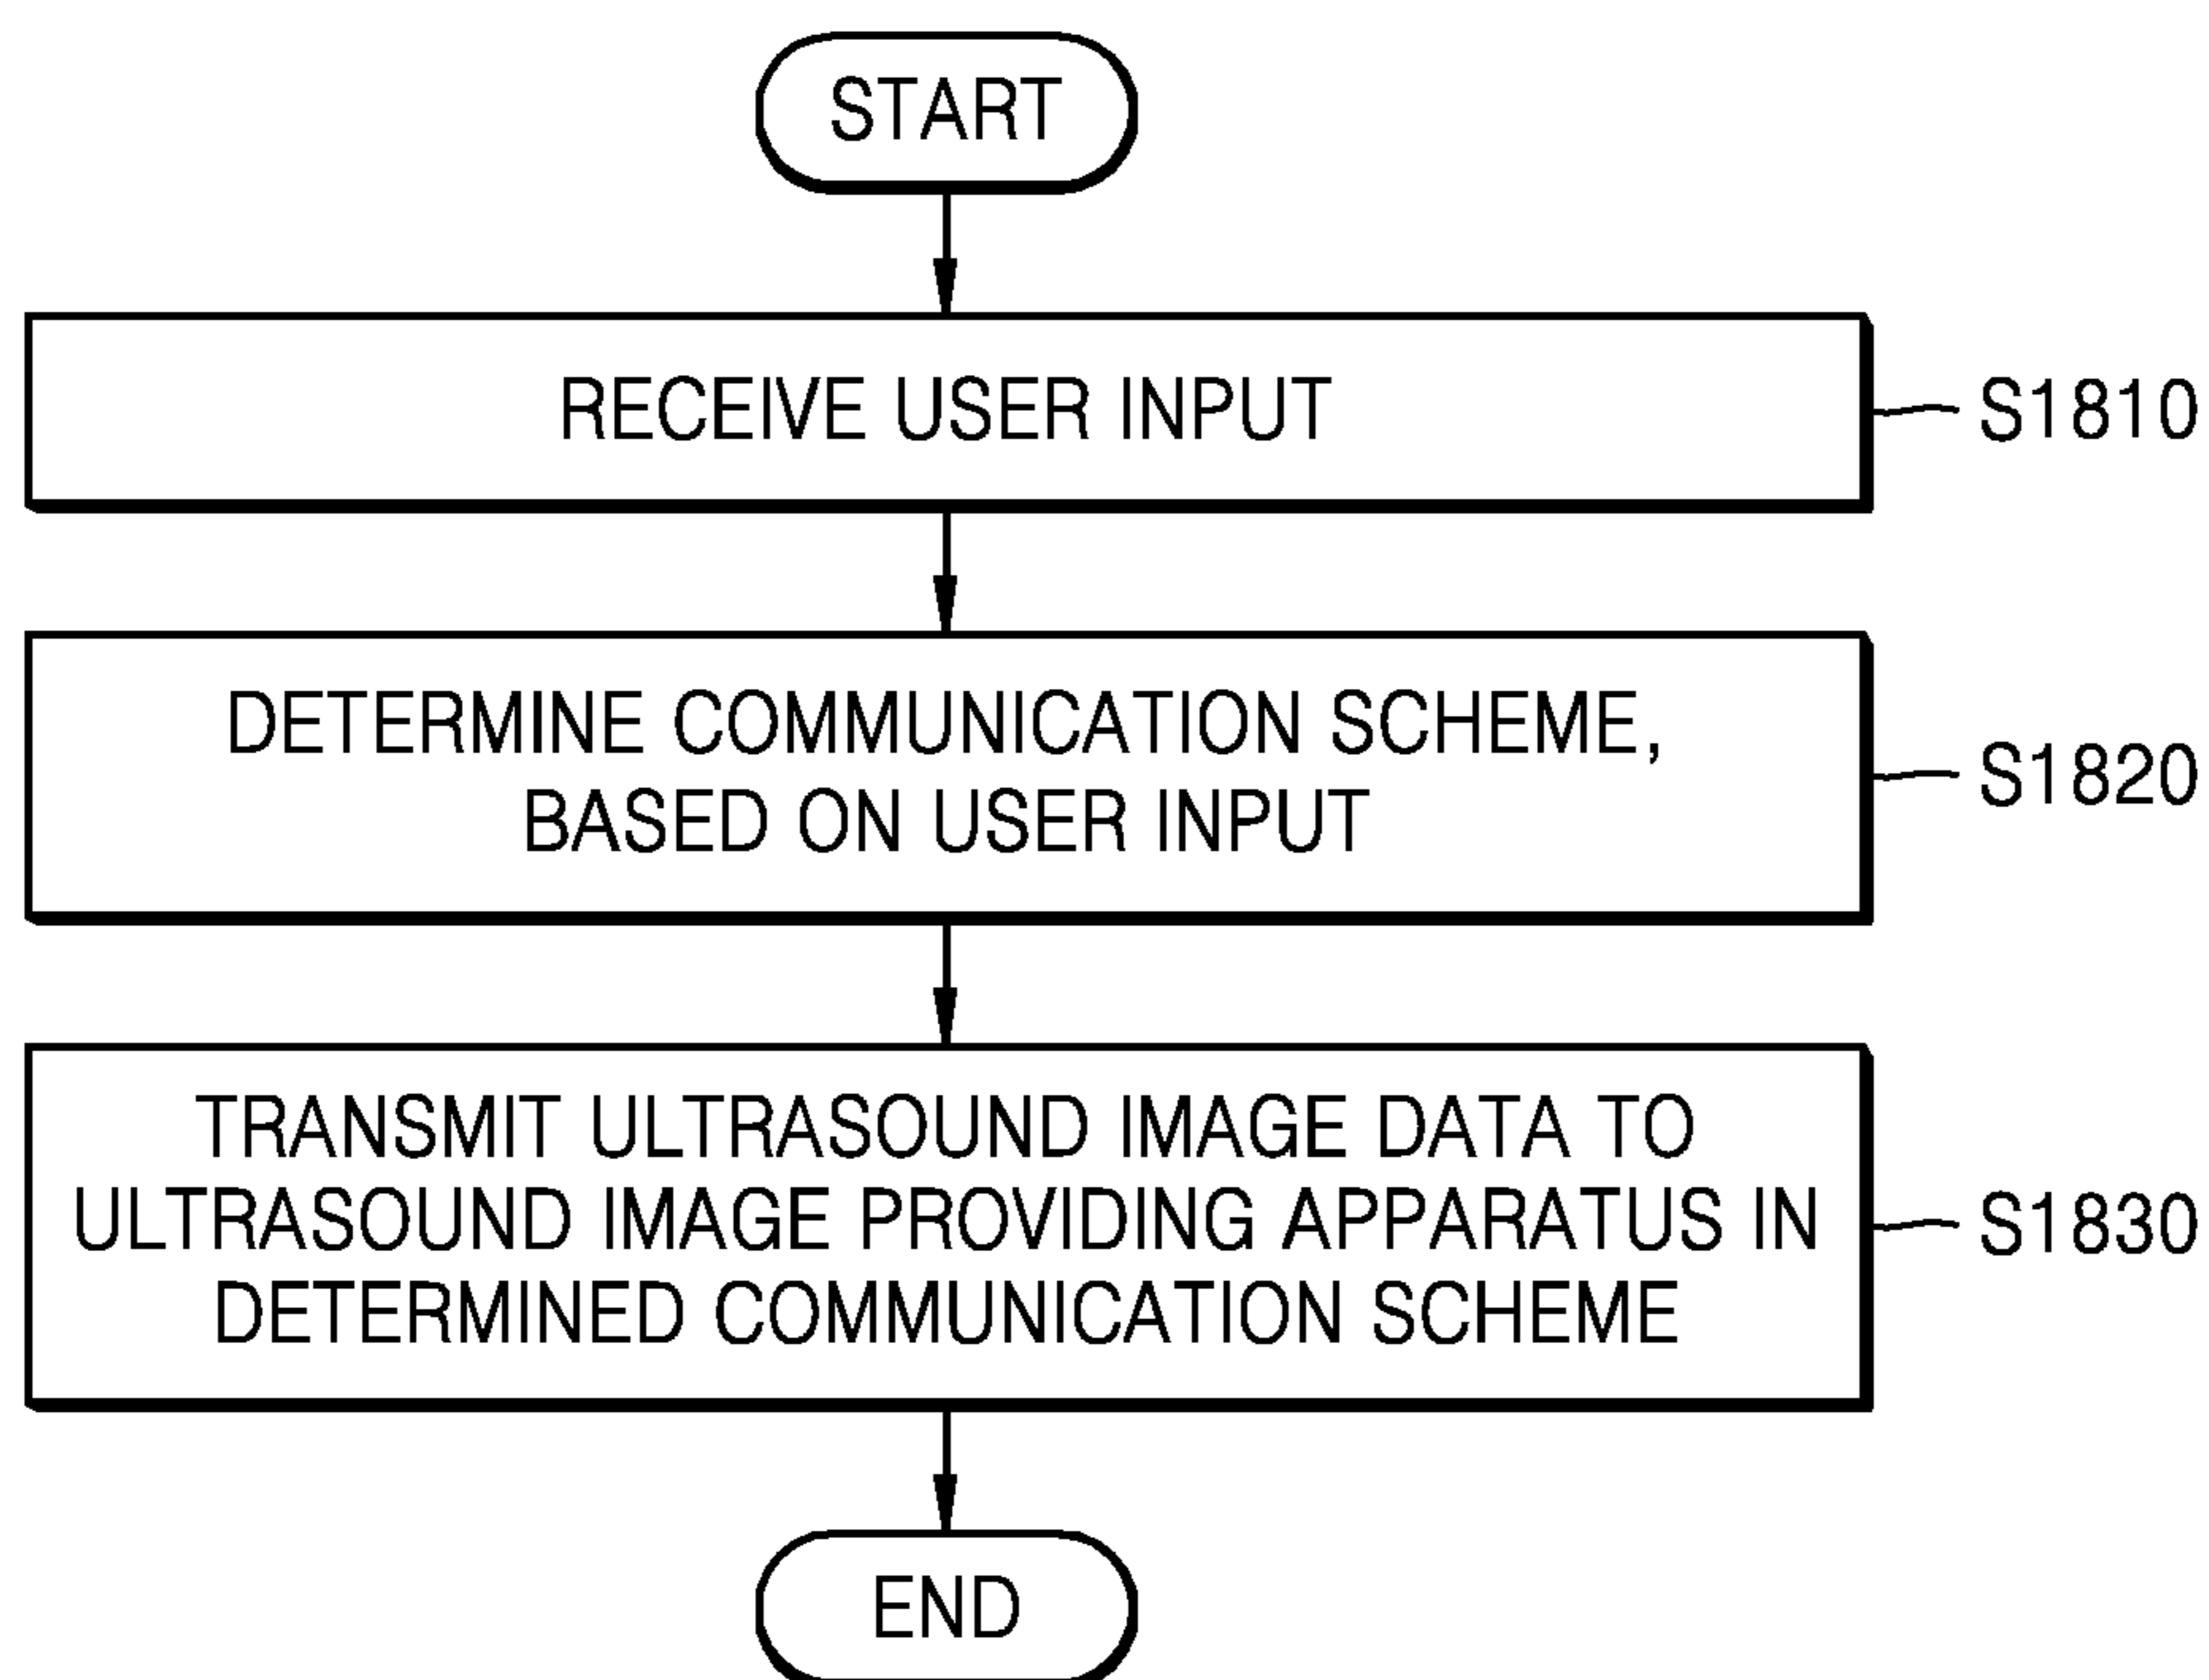 START
RECEIVE USER INPUT
S1810
DETERMINE COMMUNICATION SCHEME,
BASED ON USER INPUT
S1820
TRANSMIT ULTRASOUND IMAGE DATA TO
ULTRASOUND IMAGE PROVIDING APPARATUS IN
DETERMINED COMMUNICATION SCHEME
S1830
END